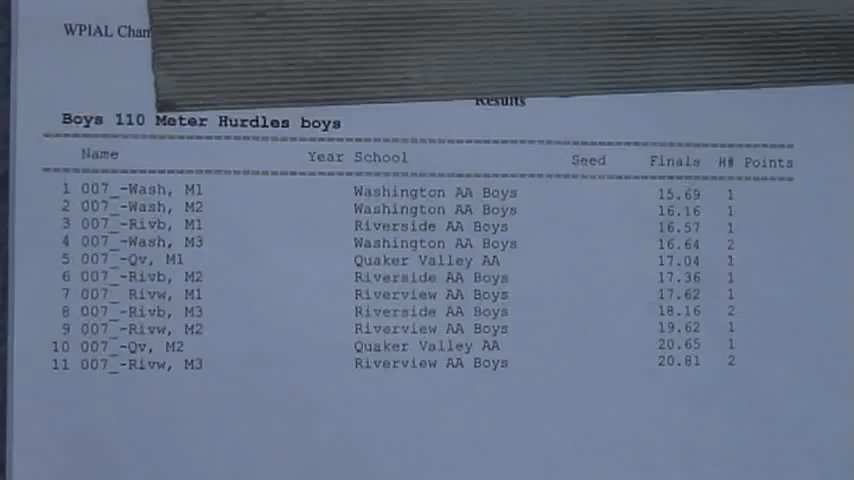 WPIAL Cham
Results
Boys 110 Meter Hurdles boys
Name Year School Seed Finals H# Points
1 007_-Wash, M1 Washington AA Boys 15.69 1
2 007_-Wash, M2 Washington AA Boys 16.16 1
3 007_-Rivb, M1 Riverside AA Boys 16.57 1
4 007_-Wash, M3 Washington AA Boys 16.64 2
5 007_-Qv, M1 Quaker Valley AA 17.04 1
6 007_-Rivb, M2 Riverside AA Boys 17.36 1
7 007_ Rivw, M1 Riverview AA Boys 17.62 1
8 007_-Rivb, M3 Riverside AA Boys 18.16 2
9 007_-Rivw, M2 Riverview AA Boys 19.62 1
10 007_-Qv, M2 Quaker Valley AA 20.65 1
11 007_-Rivw, M3 Riverview AA Boys 20.81 2